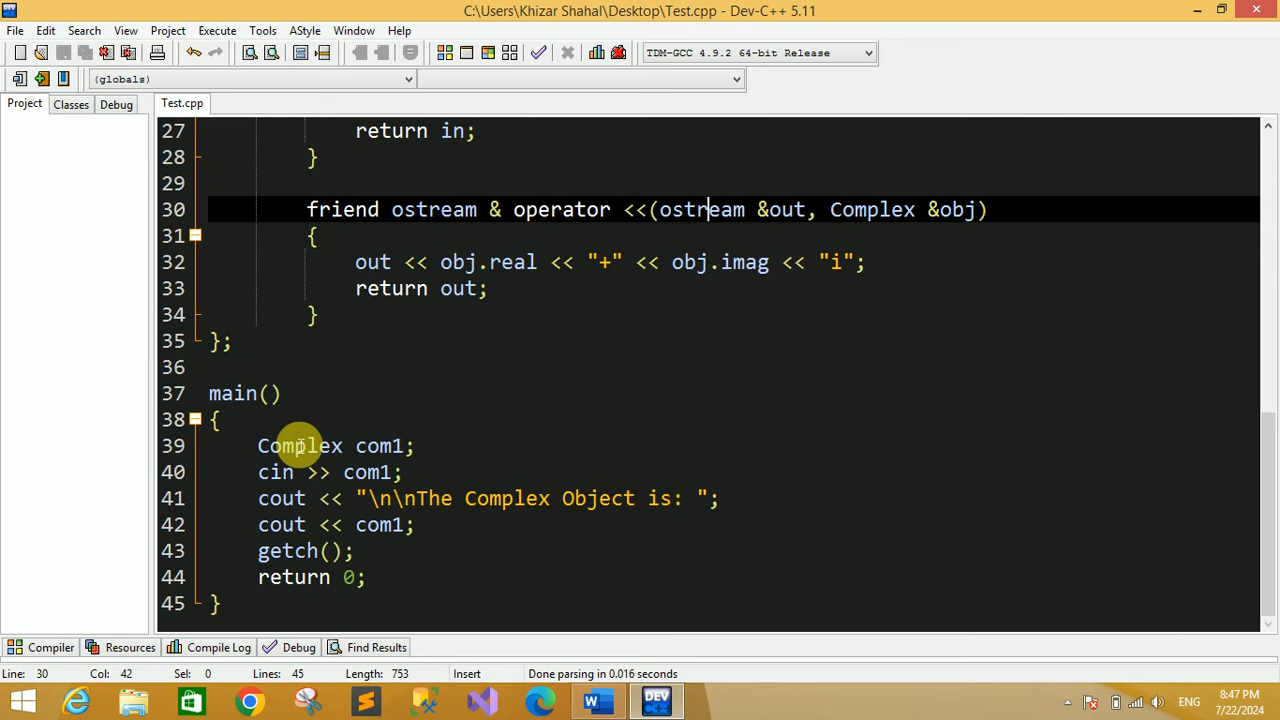 C:\Users\Khizar Shahal\Desktop\Test.cpp - Dev-C++ 5.11
File Edit Search View Project Execute Tools AStyle Window Help
TDM-GCC 4.9.2 64-bit Release
(globals)
Project Classes Debug Test.cpp
27 return in;
28 }
29
30 friend ostream & operator <<(ostream &out, Complex &obj)
31 {
32 out << obj.real << "+" << obj.imag << "i";
33 return out;
34 }
35 };
36
37 main()
38 {
39 Complex com1;
40 cin >> com1;
41 cout << "\n\nThe Complex Object is: ";
42 cout << com1;
43 getch();
44 return 0;
45 }
Compiler Resources Compile Log Debug Find Results
Line: 30 Col: 42 Sel: 0 Lines: 45 Length: 753 Insert Done parsing in 0.016 seconds
DEV C++
ENG
8:47 PM
7/22/2024